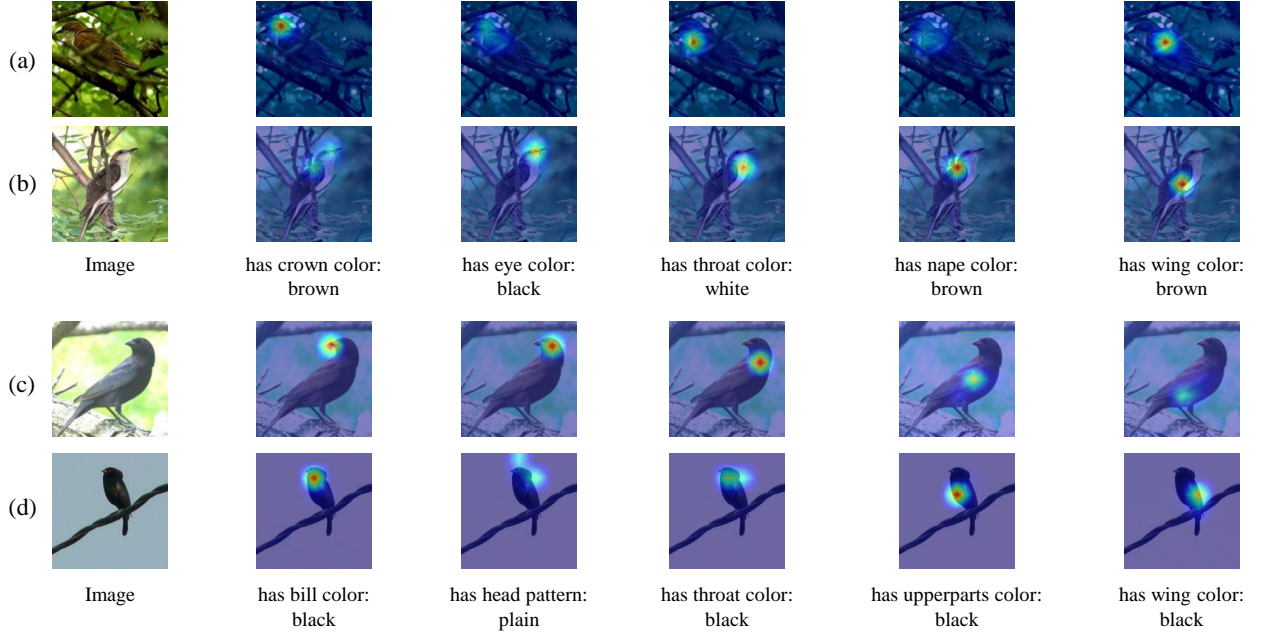 (a)
(b)
Image
has crown color:
brown
has eye color:
black
has throat color:
white
has nape color:
brown
has wing color:
brown
(c)
(d)
Image
has bill color:
black
has head pattern:
plain
has throat color:
black
has upperparts color:
black
has wing color:
black